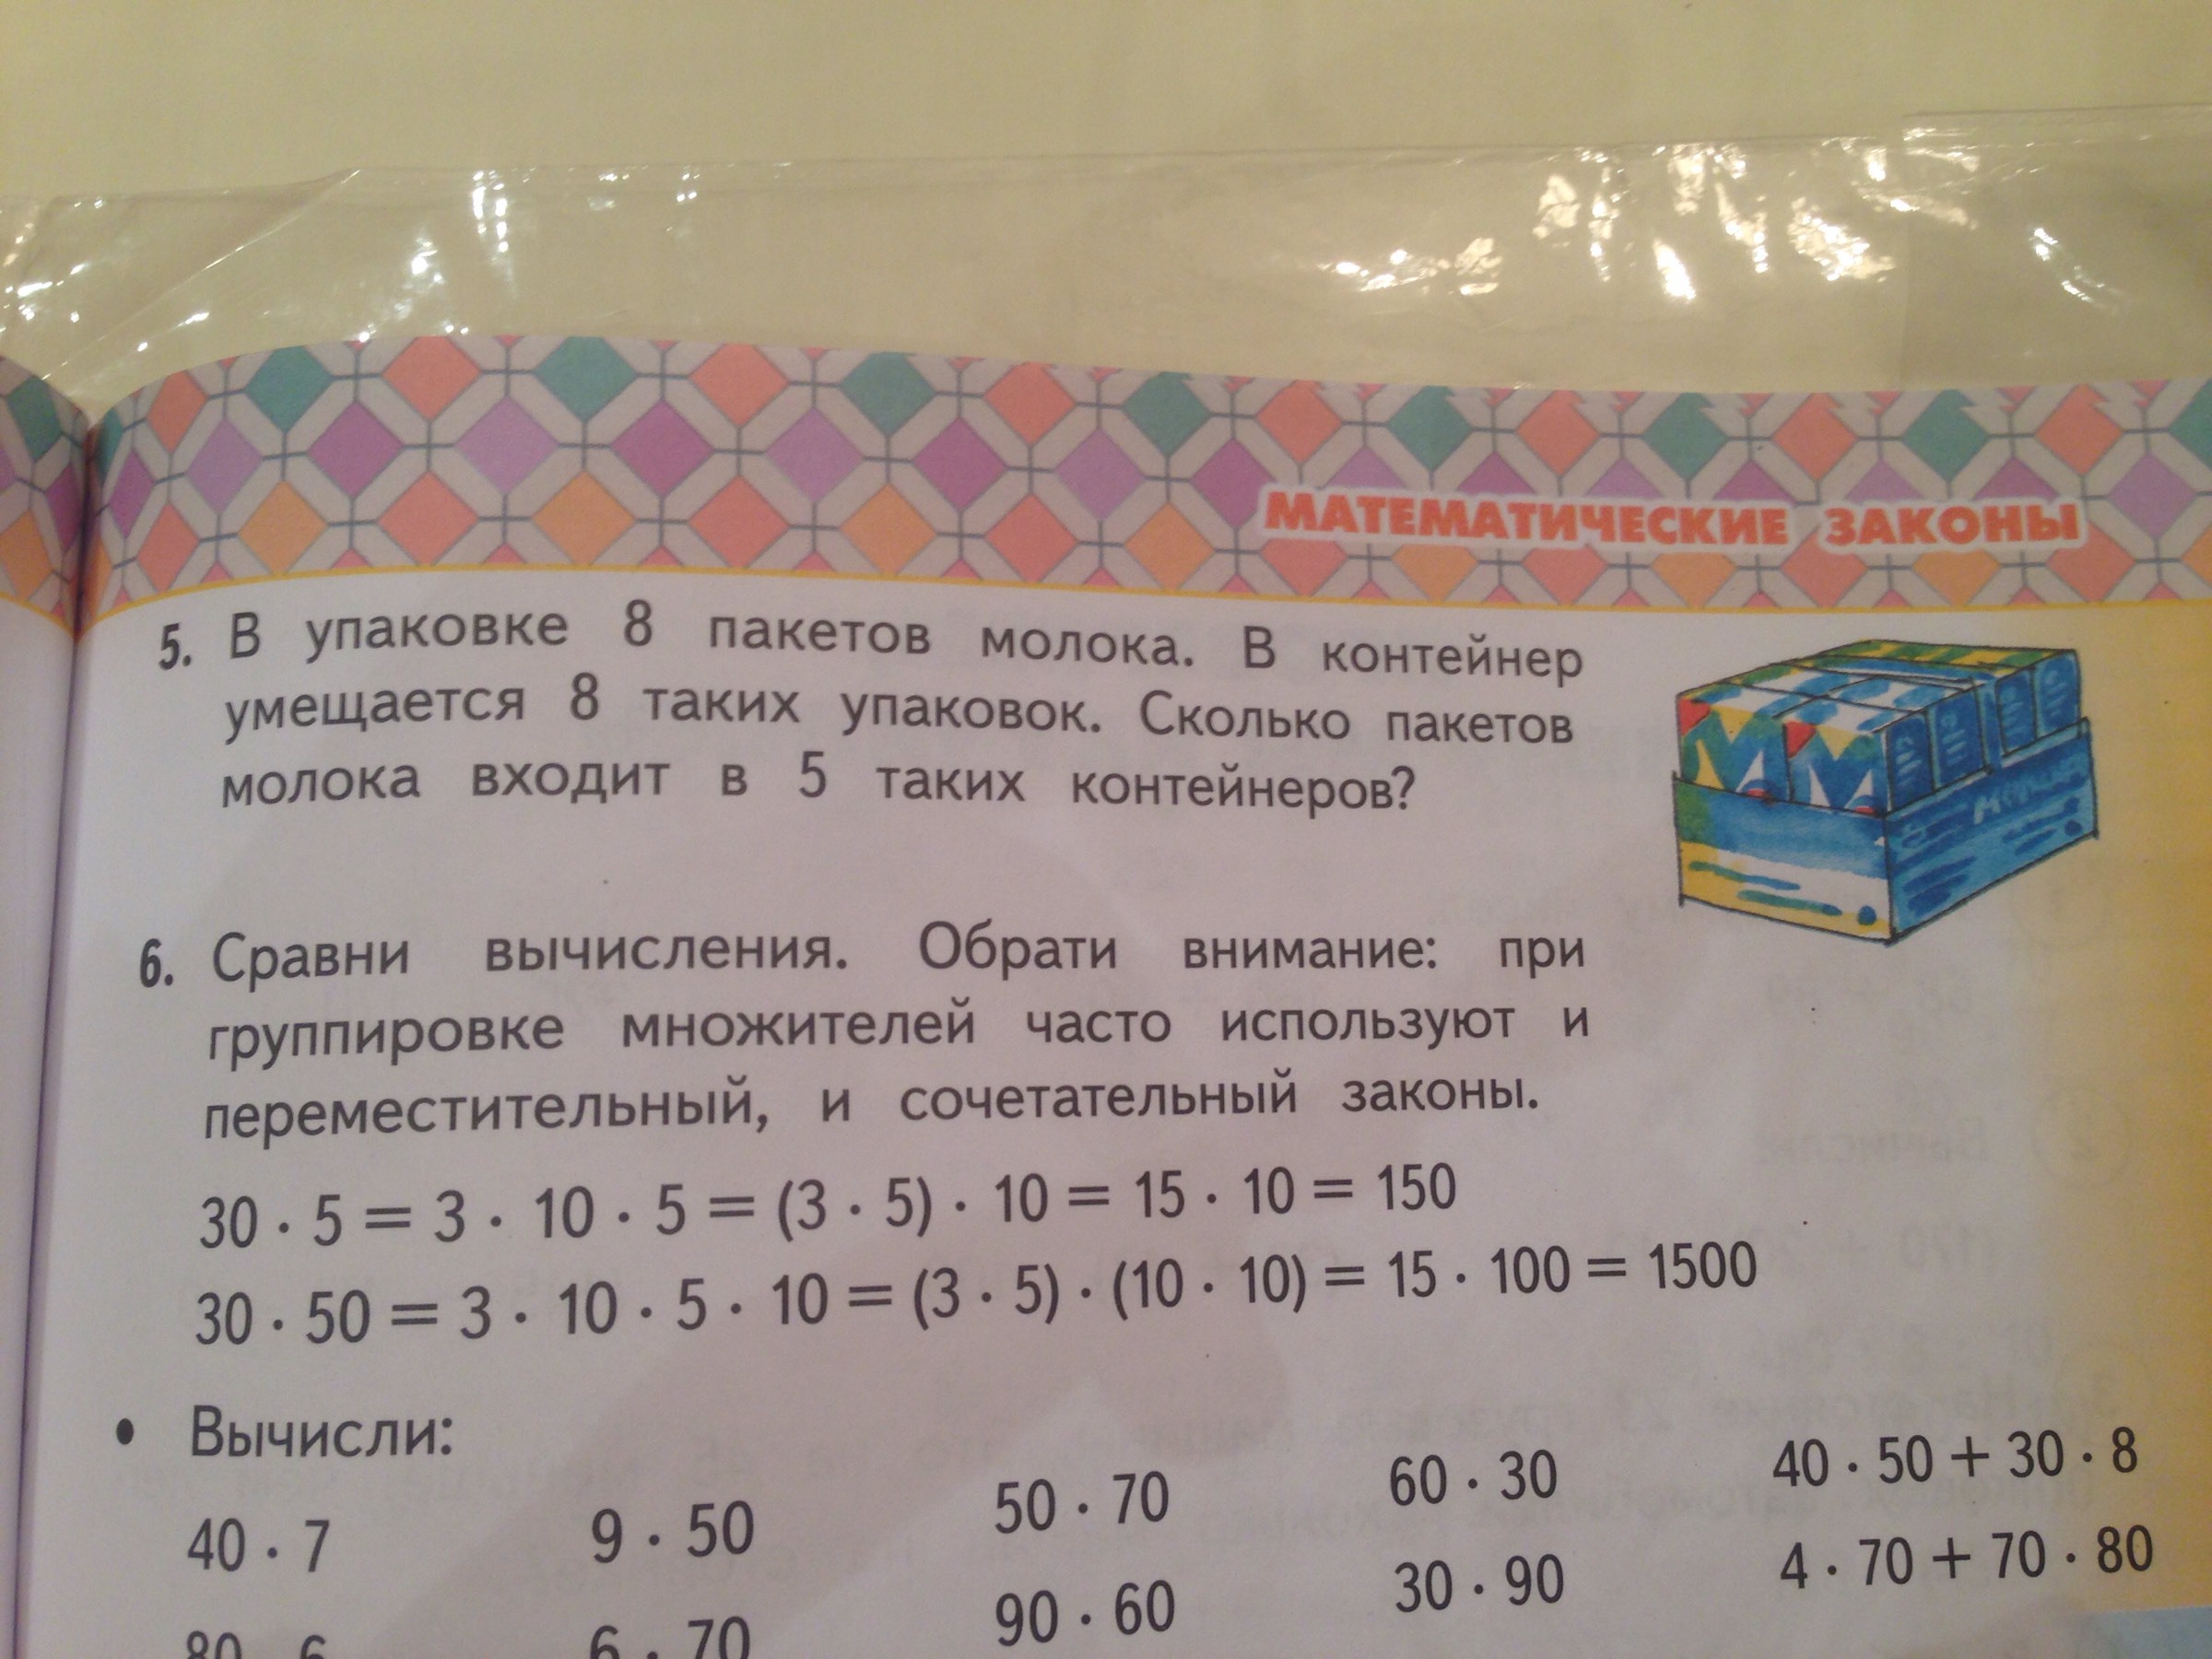 МАТЕМАТИЧЕСКИЕ ЗАКОНЫ
5. В упаковке 8 пакетов молока. В контейнер
умещается 8 таких упаковок. Сколько пакетов
молока входит в 5 таких контейнеров?
6. Сравни вычисления. Обрати внимание: при
группировке множителей часто используют и
переместительный, и сочетательный законы.
30 · 5 = 3 · 10 · 5 = (3 · 5) · 10 = 15 · 10 = 150
30 · 50 = 3 · 10 · 5 · 10 = (3 · 5) · (10 · 10) = 15 · 100 = 1500
• Вычисли:
40 · 7 9 · 50 50 · 70 60 · 30 40 · 50 + 30 · 8
80 · 6 6 · 70 90 · 60 30 · 90 4 · 70 + 70 · 80